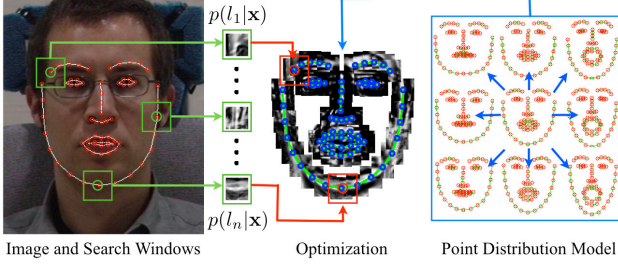 p(l₁|x)
p(lₙ|x)
Image and Search Windows
Optimization
Point Distribution Model